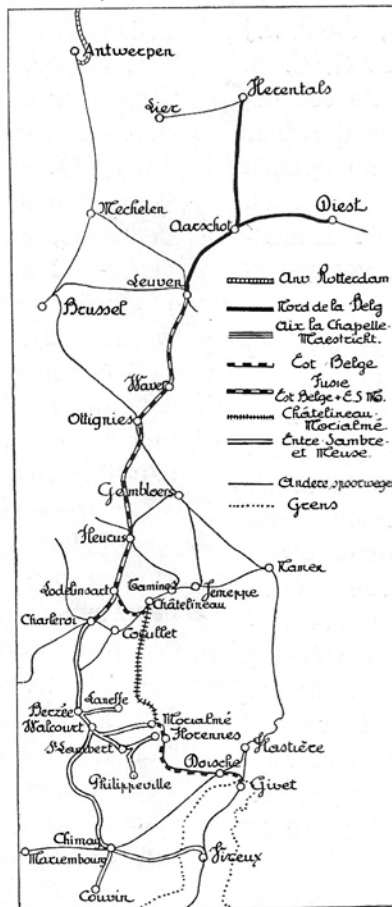 Antwerpen
Herentals
Lier
Mechelen
Diest
Aarschot
Leuven
Brussel
Anv. Rotterdam
Nord de la Belg
Aix la Chapelle-
Maestricht.
Est Belge
Fusie
Est Belge + E.S.M.
Châtelineau-
Morialmé.
Entre-Sambre-
et Meuse.
Andere spoorwege
Grens
Waver
Ottignies
Gembloers
Fleurus
Namen
Lodelinsart
Tamines
Jemeppe
Châtelineau
Charleroi
Couillet
Laneffe
Berzée
Walcourt
Morialmé
Florennes
St Lambert
Philippeville
Hastière
Dousche
Givet
Chimay
Mariembourg
Vireux
Couvin